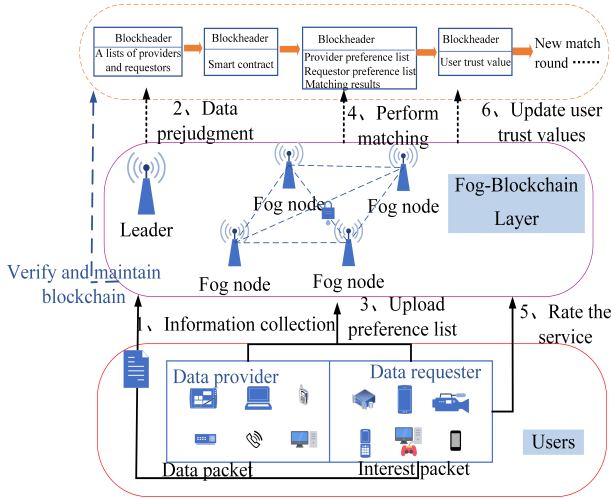 Blockheader
A lists of providers
and requestors
Blockheader
Smart contract
Blockheader
Provider preference list
Requestor preference list
Matching results
Blockheader
User trust value
New match
round ······
2、Data
prejudgment
4、Perform
matching
6、Update user
trust values
Leader
Fog node
Fog node
Fog node
Fog node
Fog-Blockchain
Layer
Verify and maintain
blockchain
1、Information collection
3、Upload
preference list
5、Rate the
service
Data provider
Data requester
Users
Data packet
Interest packet